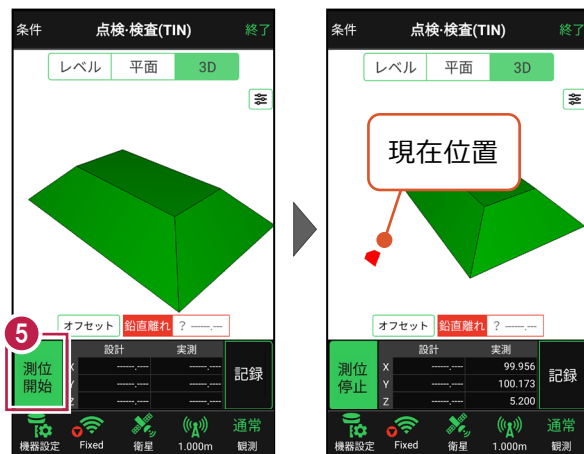 条件 点検・検査(TIN) 終了
レベル 平面 3D
オフセット 鉛直離れ ? -----.---
5
測位
開始
設計 実測
X -----.--- -----.---
Y -----.--- -----.---
Z -----.--- -----.---
記録
機器設定 Fixed 衛星 1.000m 通常
観測
条件 点検・検査(TIN) 終了
レベル 平面 3D
現在位置
オフセット 鉛直離れ ? -----.---
測位
停止
設計 実測
X -----.--- 99.956
Y -----.--- 100.173
Z -----.--- 5.200
記録
機器設定 Fixed 衛星 1.000m 通常
観測